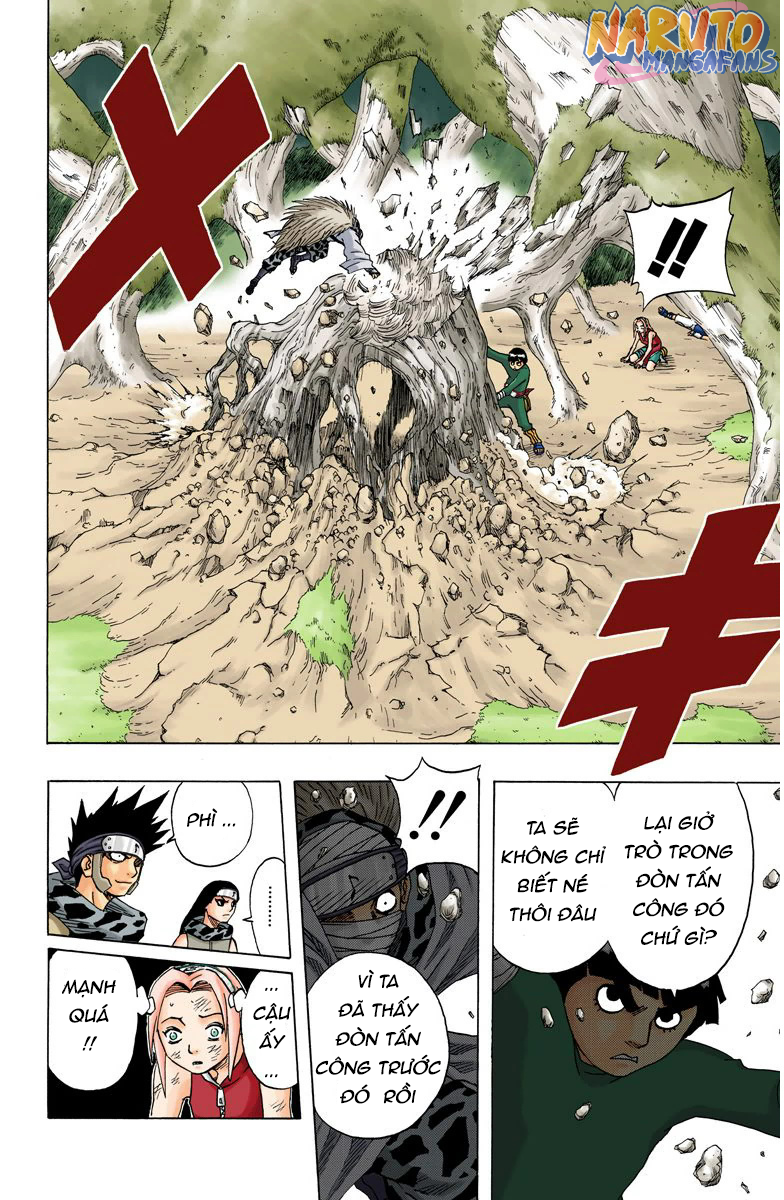 NARUTO
MANGAFANS
!!
LẠI GIỞ
TRÒ TRONG
ĐÒN TẤN
CÔNG ĐÓ
CHỨ GÌ?
TA SẼ
KHÔNG CHỈ
BIẾT NÉ
THÔI ĐÂU
!!
VÌ TA
ĐÃ THẤY
ĐÒN TẤN
CÔNG TRƯỚC
ĐÓ RỒI
PHÌ ...
......
...
CẬU
ẤY
...
MẠNH
QUÁ
!!